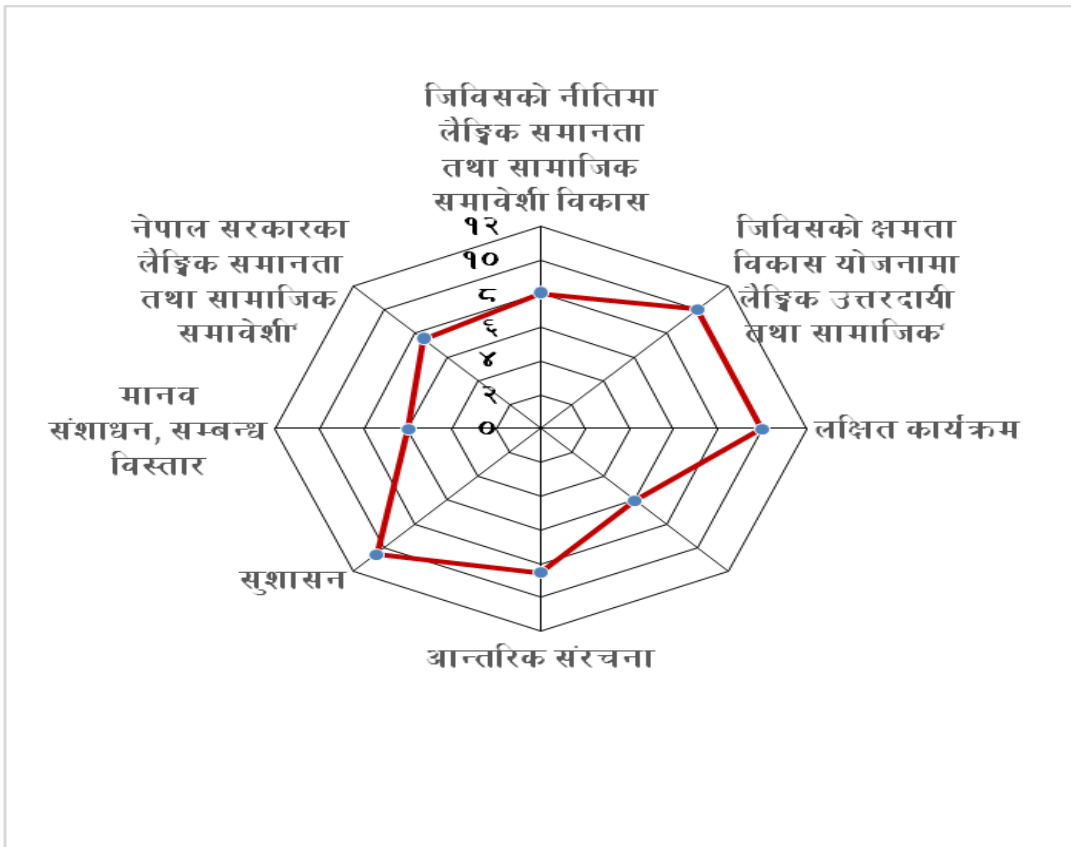 जिविसको नीतिमा
लैङ्गिक समानता
तथा सामाजिक
समावेशी विकास
जिविसको क्षमता
विकास योजनामा
लैङ्गिक उत्तरदायी
तथा सामाजिक‘
लक्षित कार्यक्रम
आन्तरिक संरचना
सुशासन
मानव
संशाधन, सम्बन्ध
विस्तार
नेपाल सरकारका
लैङ्गिक समानता
तथा सामाजिक
समावेशी‘
१२
१०
८
६
४
२
०